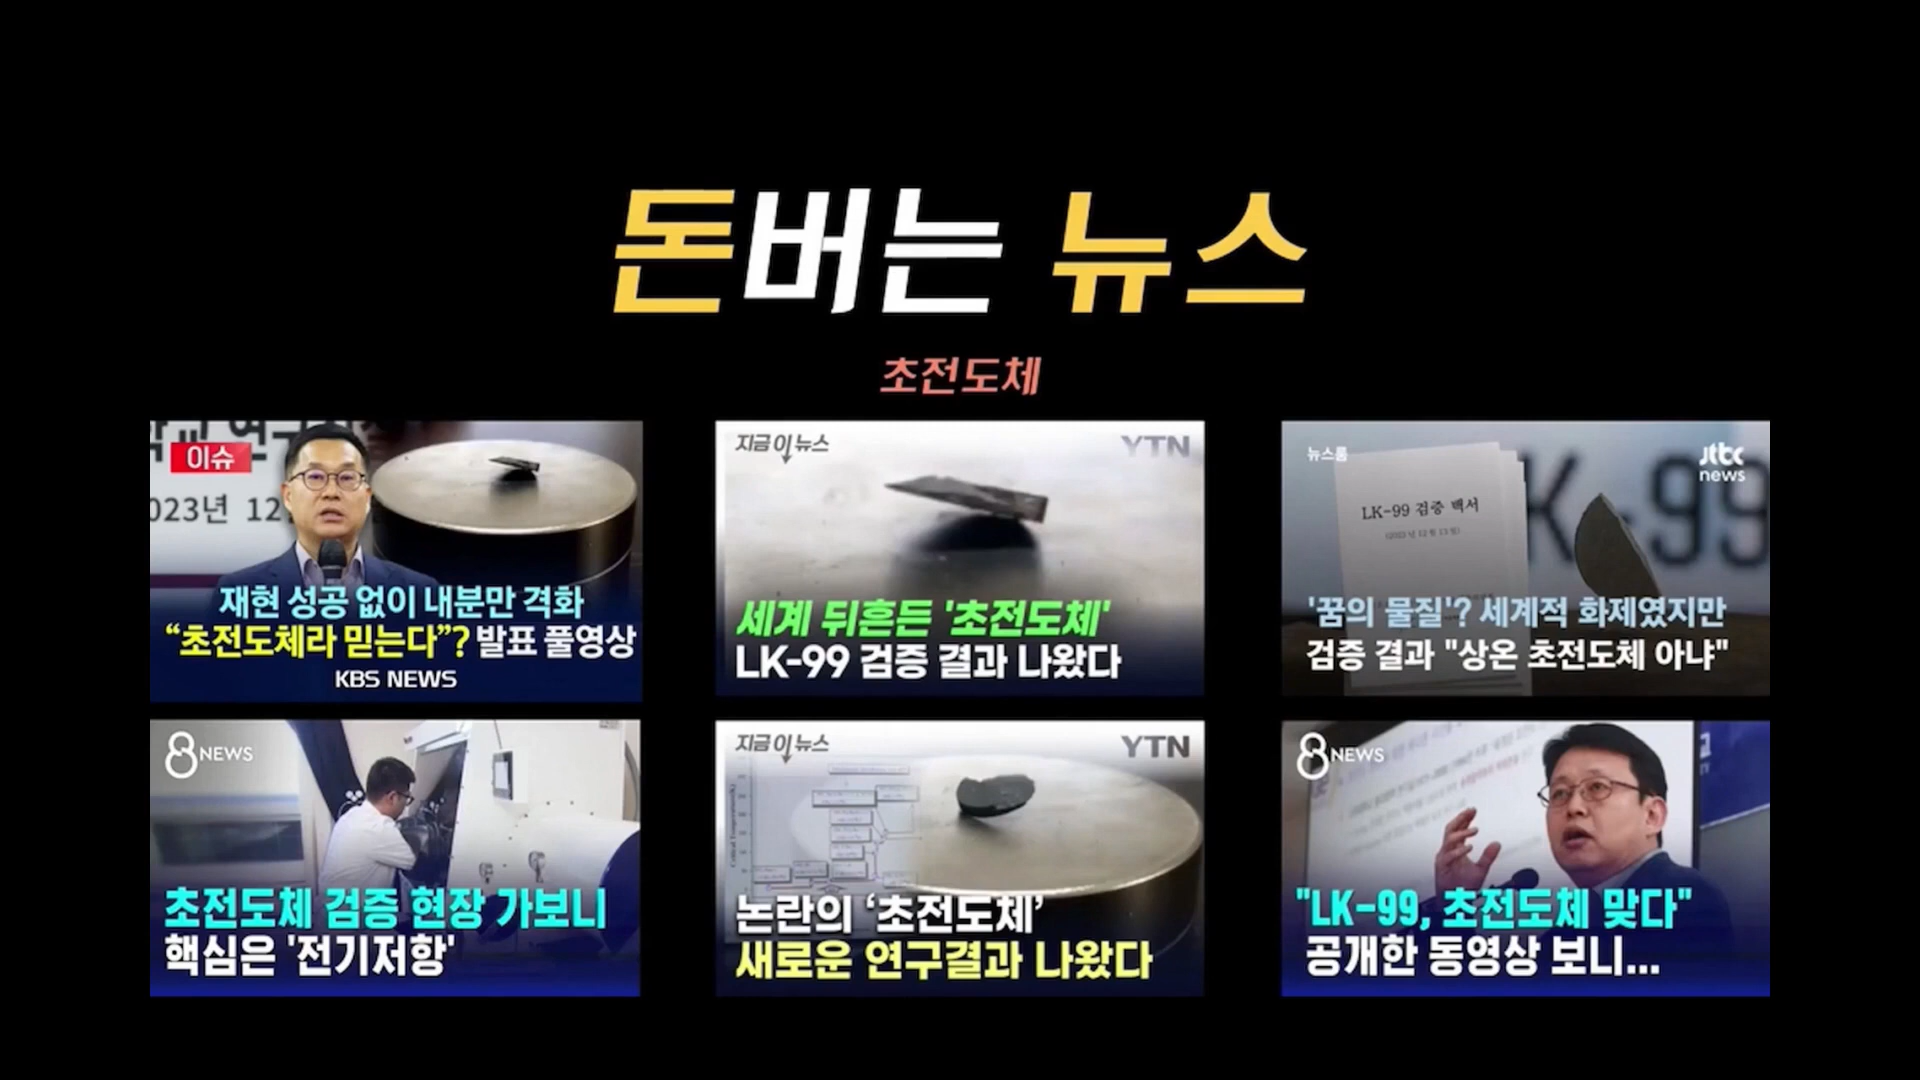 돈버는 뉴스
초전도체
이슈
023년 12
재현 성공 없이 내분만 격화
“초전도체라 믿는다”? 발표 풀영상
KBS NEWS
지금 이 뉴스
YTN
세계 뒤흔든 '초전도체'
LK-99 검증 결과 나왔다
뉴스룸
jtbc
news
K-99
LK-99 검증 백서
'꿈의 물질'? 세계적 화제였지만
검증 결과 "상온 초전도체 아냐"
8 NEWS
초전도체 검증 현장 가보니
핵심은 '전기저항'
지금 이 뉴스
YTN
논란의 ‘초전도체’
새로운 연구결과 나왔다
8 NEWS
"LK-99, 초전도체 맞다"
공개한 동영상 보니...